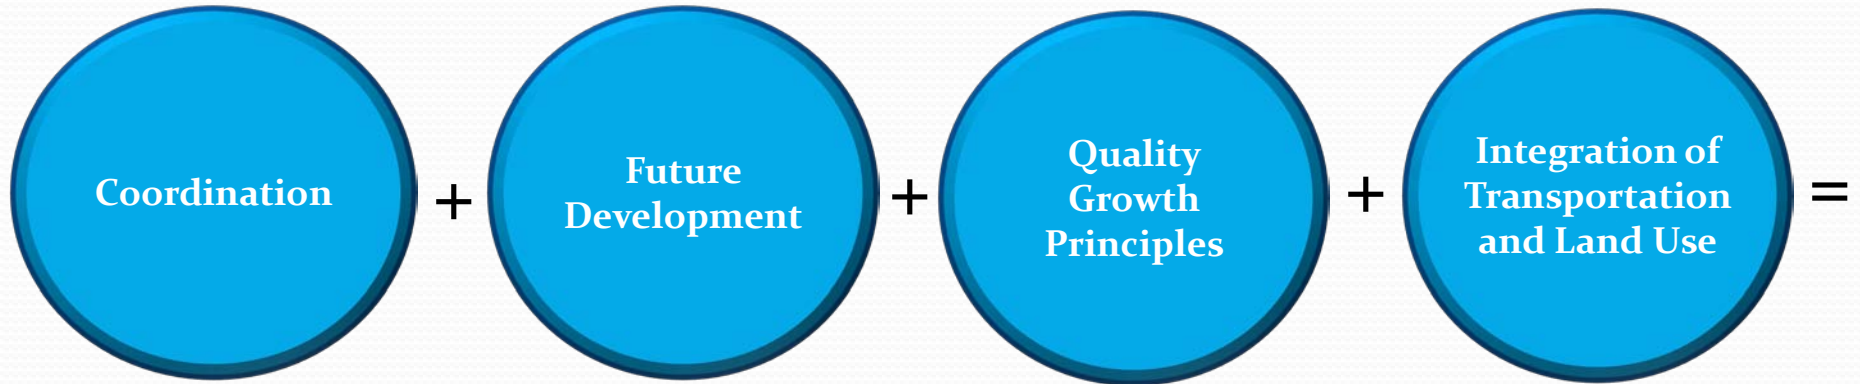 Coordination
+
Future
Development
+
Quality
Growth
Principles
+
Integration of
Transportation
and Land Use
=